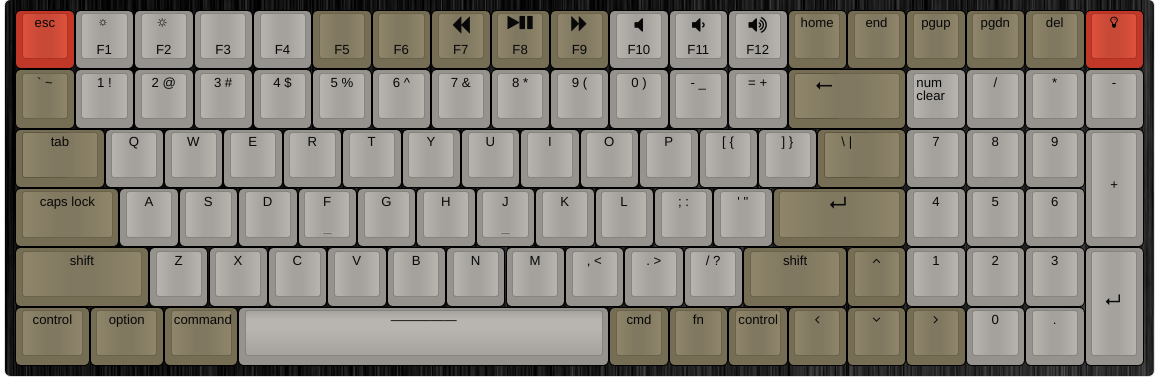 esc F1 F2 F3 F4 F5 F6 F7 F8 F9 F10 F11 F12 home end pgup pgdn del
` ~ 1 ! 2 @ 3 # 4 $ 5 % 6 ^ 7 & 8 * 9 ( 0 ) - _ = + ← num clear / * -
tab Q W E R T Y U I O P [ { ] } \ | 7 8 9 +
caps lock A S D F _ G H J _ K L ; : ' " ↵ 4 5 6
shift Z X C V B N M , < . > / ? shift ^ 1 2 3 ↵
control option command cmd fn control < ⌄ > 0 .